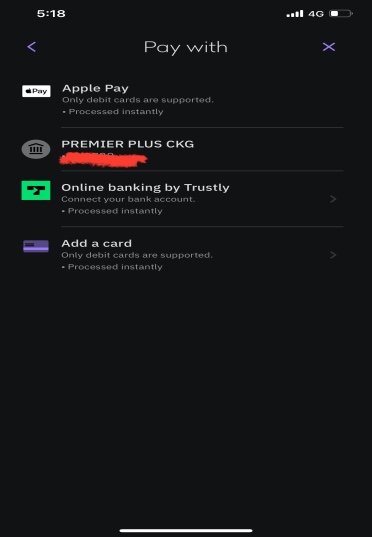 5:18
4G
Pay with
Pay
Apple Pay
Only debit cards are supported.
• Processed instantly
PREMIER PLUS CKG
Online banking by Trustly
Connect your bank account.
• Processed instantly
Add a card
Only debit cards are supported.
• Processed instantly